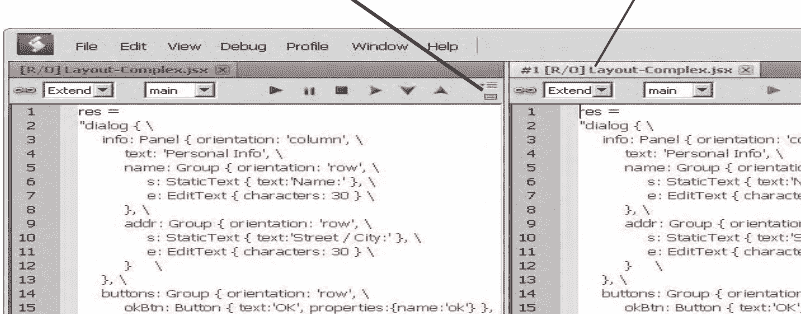 File Edit View Debug Profile Window Help
[R/O] Layout-Complex.jsx
Extend main
1 res =
2 "dialog { \
3 info: Panel { orientation: 'column', \
4 text: 'Personal Info', \
5 name: Group { orientation: 'row', \
6 s: StaticText { text:'Name:' }, \
7 e: EditText { characters: 30 } \
8 }, \
9 addr: Group { orientation: 'row', \
10 s: StaticText { text:'Street / City:' }, \
11 e: EditText { characters: 30 } \
12 } \
13 }, \
14 buttons: Group { orientation: 'row', \
15 okBtn: Button { text:'OK', properties:{name:'ok'} },
#1 [R/O] Layout-Complex.jsx
Extend main
1 res =
2 "dialog { \
3 info: Panel { orientation: 'co
4 text: 'Personal Info', \
5 name: Group { orientation
6 s: StaticText { text:'N
7 e: EditText { characte
8 }, \
9 addr: Group { orientation
10 s: StaticText { text:'S
11 e: EditText { characte
12 } \
13 }, \
14 buttons: Group { orientation
15 okBtn: Button { text:'OK',